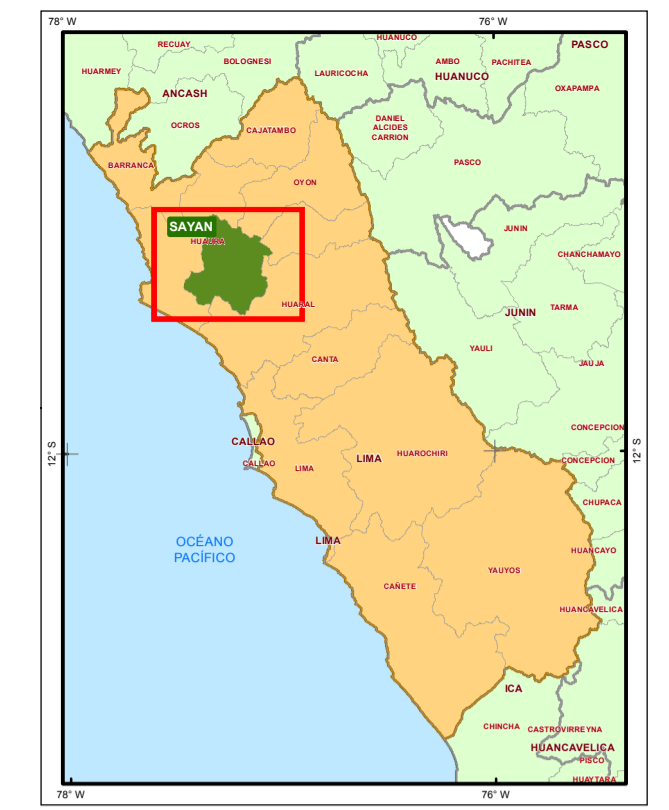 78° W
76° W
HUANUCO
RECUAY
PASCO
BOLOGNESI
AMBO
PACHITEA
HUARMEY
LAURICOCHA
HUANUCO
OXAPAMPA
ANCASH
OCROS
CAJATAMBO
DANIEL
ALCIDES
CARRION
BARRANCA
PASCO
OYON
SAYAN
HUAURA
JUNIN
CHANCHAMAYO
HUARAL
TARMA
JUNIN
YAULI
CANTA
JAUJA
CONCEPCION
CALLAO
12° S
12° S
LIMA
HUAROCHIRI
CALLAO
LIMA
CONCEPCION
CHUPACA
OCÉANO
PACÍFICO
LIMA
HUANCAYO
YAUYOS
CAÑETE
HUANCAVELICA
ICA
CHINCHA
CASTROVIRREYNA
HUANCAVELICA
PISCO
HUAYTARA
78° W
76° W